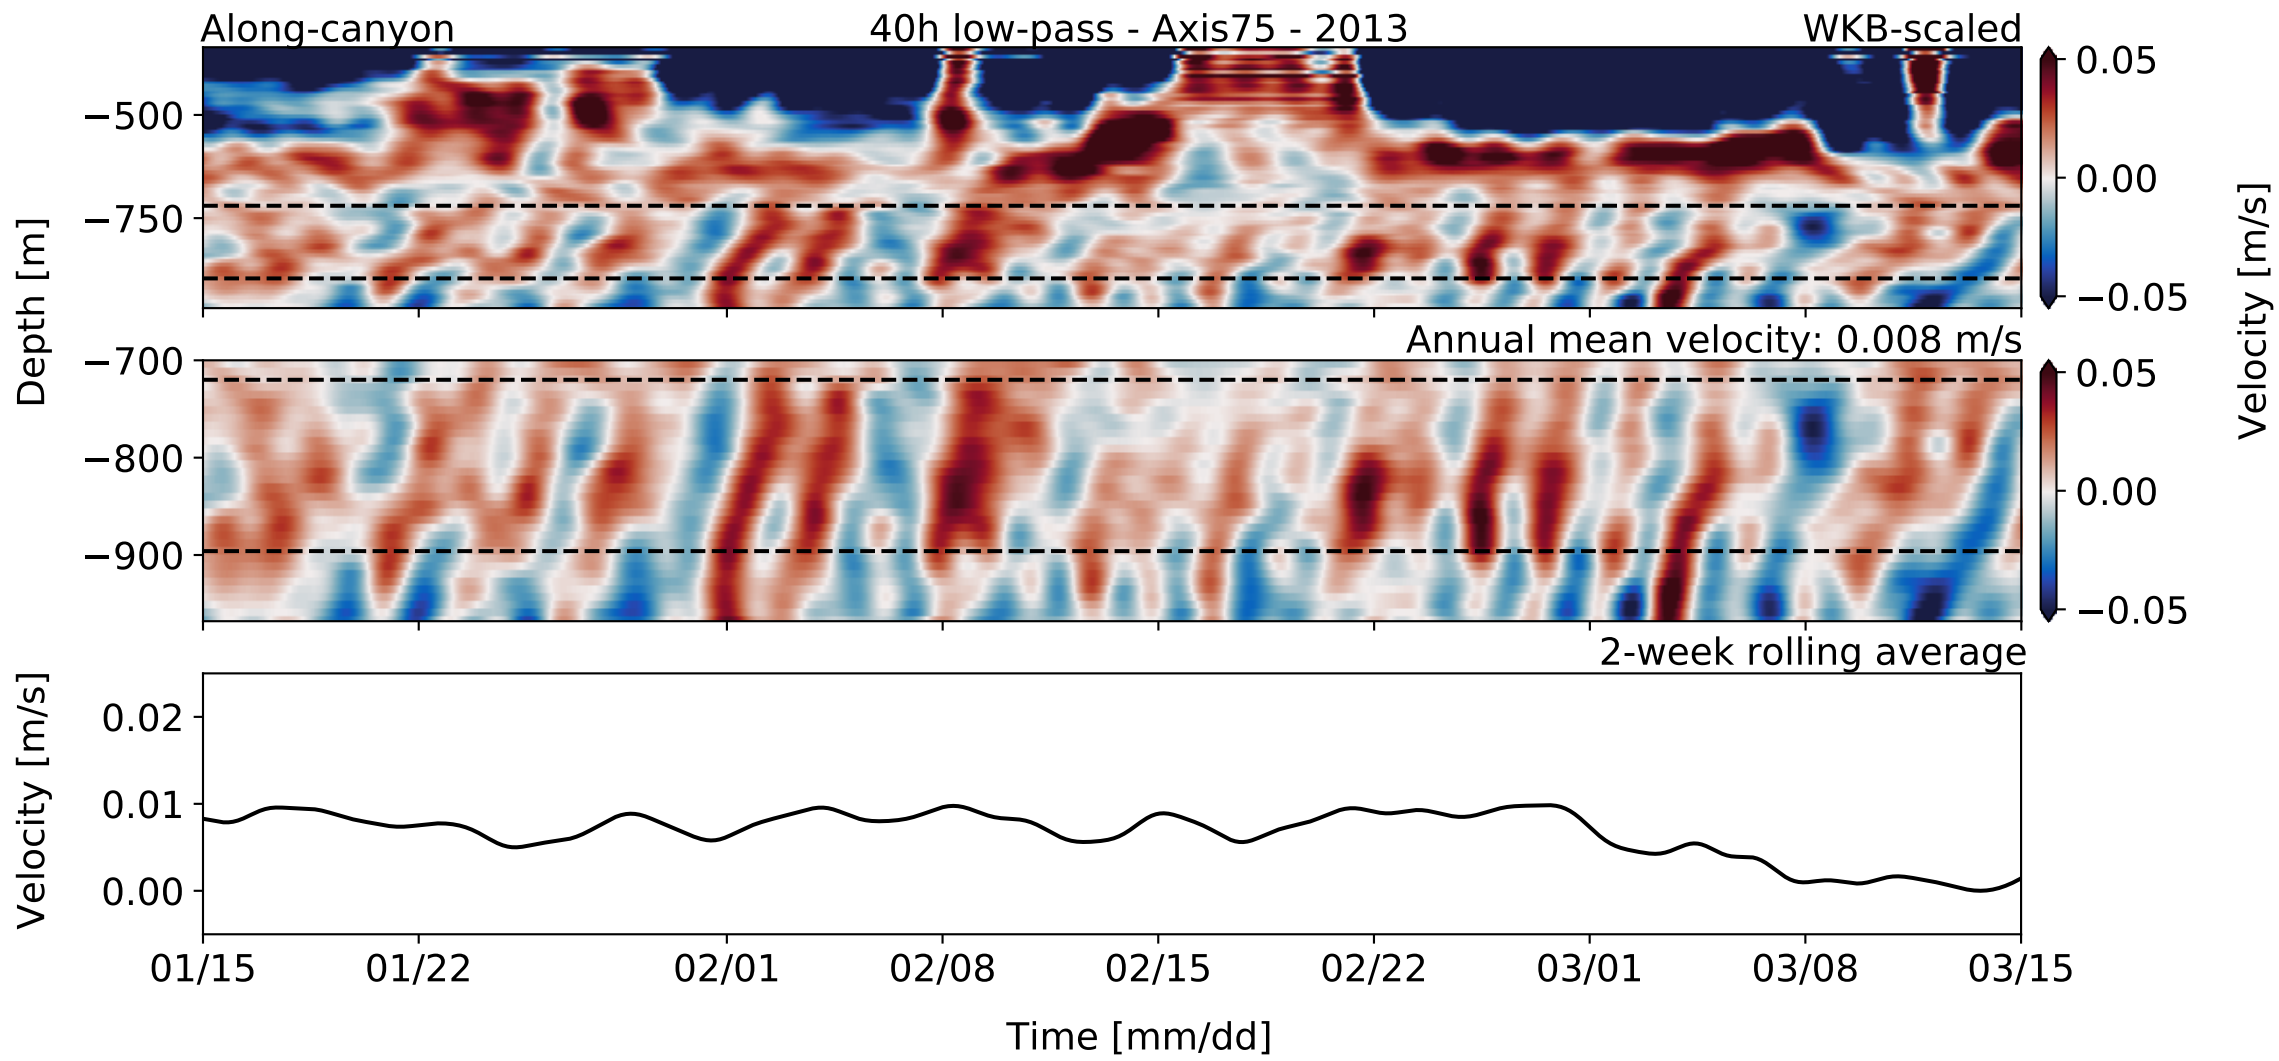 Along-canyon 40h low-pass - Axis75 - 2013 WKB-scaled
−500
−750
0.05
0.00
−0.05
Depth [m]
Velocity [m/s]
Annual mean velocity: 0.008 m/s
−700
−800
−900
0.05
0.00
−0.05
2-week rolling average
Velocity [m/s]
0.02
0.01
0.00
01/15 01/22 02/01 02/08 02/15 02/22 03/01 03/08 03/15
Time [mm/dd]